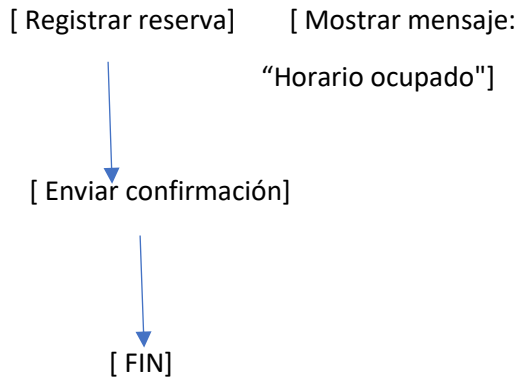 [ Registrar reserva] [ Mostrar mensaje:
“Horario ocupado"]
[ Enviar confirmación]
[ FIN]